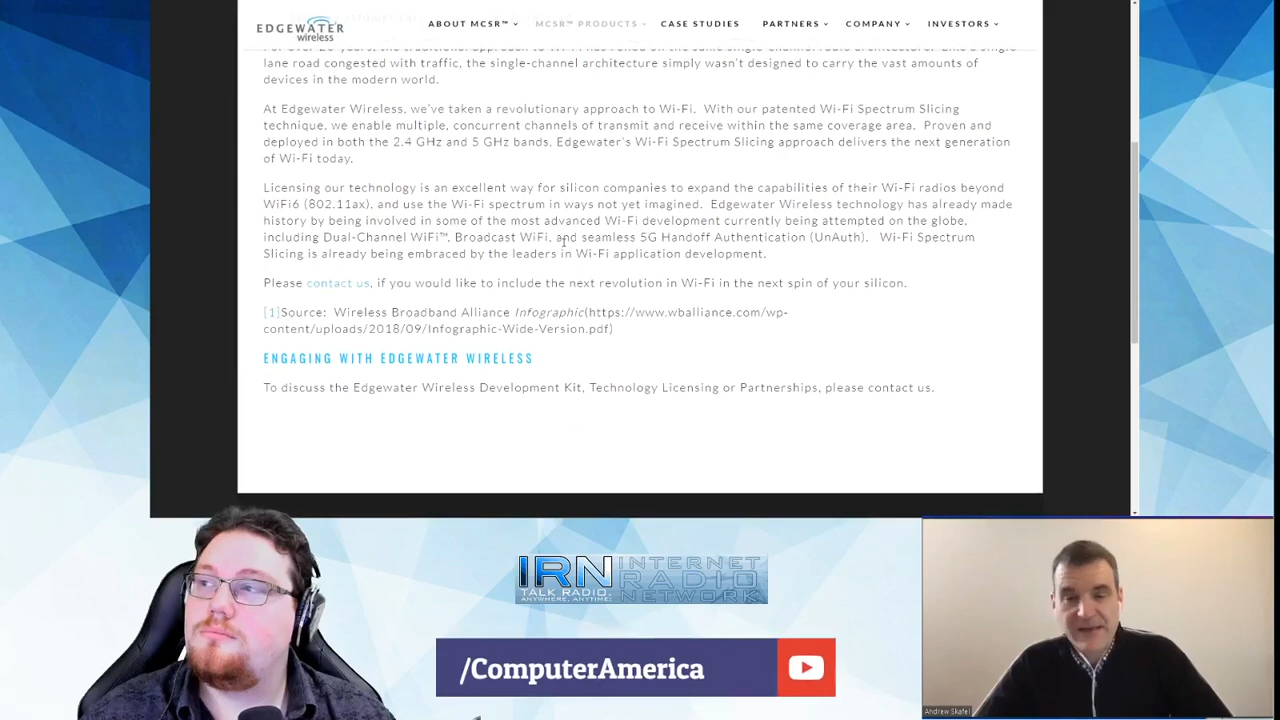 EDGEWATER
wireless
ABOUT MCSR™ MCSR™ PRODUCTS CASE STUDIES PARTNERS COMPANY INVESTORS
lane road congested with traffic, the single-channel architecture simply wasn't designed to carry the vast amounts of
devices in the modern world.
At Edgewater Wireless, we've taken a revolutionary approach to Wi-Fi. With our patented Wi-Fi Spectrum Slicing
technique, we enable multiple, concurrent channels of transmit and receive within the same coverage area. Proven and
deployed in both the 2.4 GHz and 5 GHz bands, Edgewater's Wi-Fi Spectrum Slicing approach delivers the next generation
of Wi-Fi today.
Licensing our technology is an excellent way for silicon companies to expand the capabilities of their Wi-Fi radios beyond
WiFi6 (802.11ax), and use the Wi-Fi spectrum in ways not yet imagined. Edgewater Wireless technology has already made
history by being involved in some of the most advanced Wi-Fi development currently being attempted on the globe,
including Dual-Channel WiFi™, Broadcast WiFi, and seamless 5G Handoff Authentication (UnAuth). Wi-Fi Spectrum
Slicing is already being embraced by the leaders in Wi-Fi application development.
Please contact us, if you would like to include the next revolution in Wi-Fi in the next spin of your silicon.
[1]Source: Wireless Broadband Alliance Infographic(https://www.wballiance.com/wp-
content/uploads/2018/09/Infographic-Wide-Version.pdf)
ENGAGING WITH EDGEWATER WIRELESS
To discuss the Edgewater Wireless Development Kit, Technology Licensing or Partnerships, please contact us.
IRN INTERNET
RADIO
NETWORK
TALK RADIO.
ANYWHERE, ANYTIME.
/ComputerAmerica
Andrew Skafel